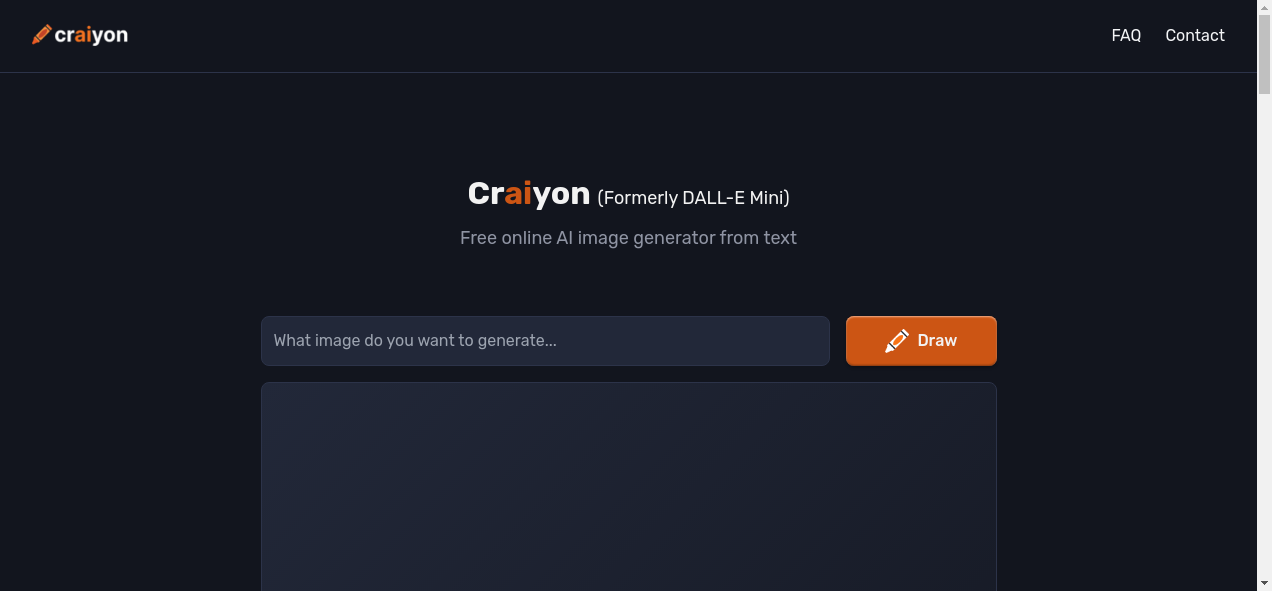 craiyon
FAQ Contact
Craiyon (Formerly DALL-E Mini)
Free online AI image generator from text
What image do you want to generate...
Draw